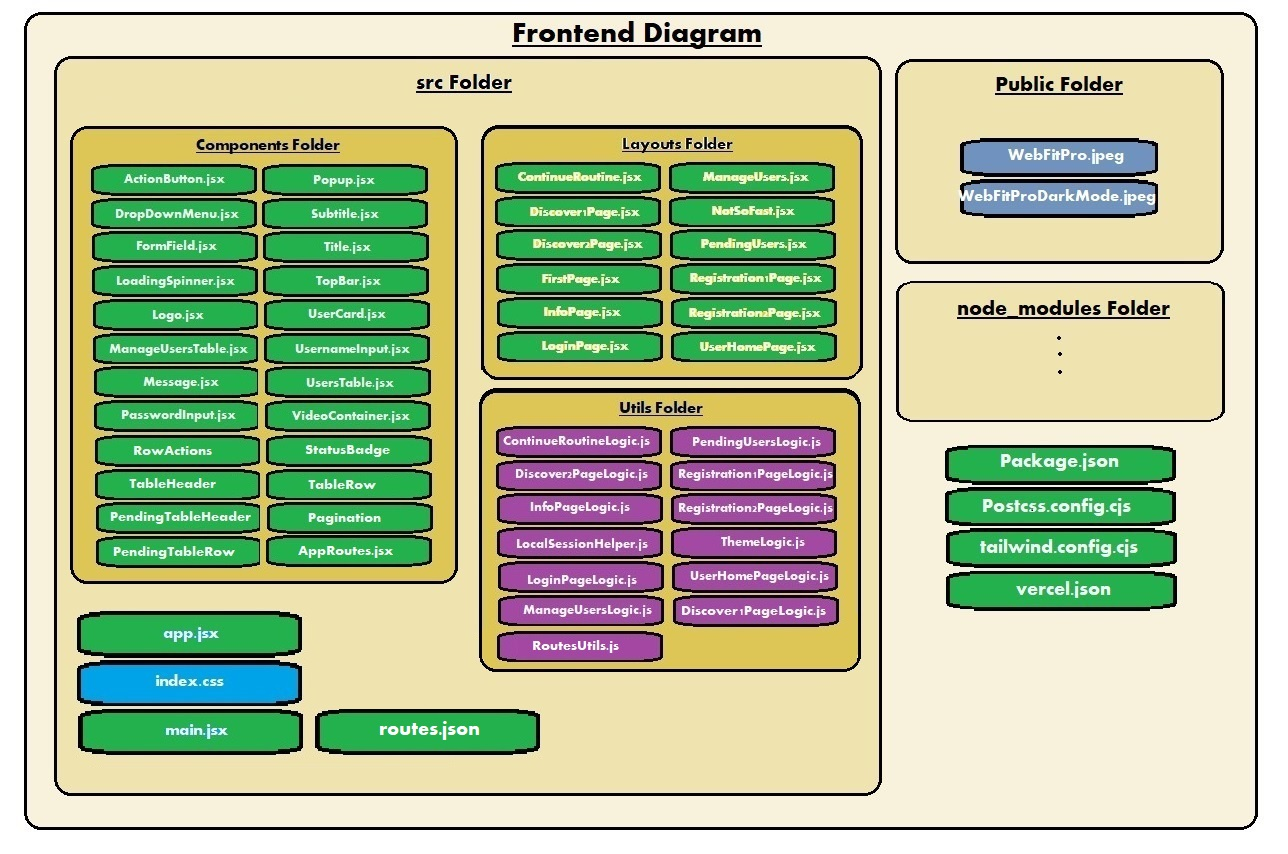 Frontend Diagram
src Folder
Components Folder
ActionButton.jsx
Popup.jsx
DropDownMenu.jsx
Subtitle.jsx
FormField.jsx
Title.jsx
LoadingSpinner.jsx
TopBar.jsx
Logo.jsx
UserCard.jsx
ManageUsersTable.jsx
UsernameInput.jsx
Message.jsx
UsersTable.jsx
PasswordInput.jsx
VideoContainer.jsx
RowActions
StatusBadge
TableHeader
TableRow
PendingTableHeader
Pagination
PendingTableRow
AppRoutes.jsx
Layouts Folder
ContinueRoutine.jsx
ManageUsers.jsx
Discover1Page.jsx
NotSoFast.jsx
Discover2Page.jsx
PendingUsers.jsx
FirstPage.jsx
Registration1Page.jsx
InfoPage.jsx
Registration2Page.jsx
LoginPage.jsx
UserHomePage.jsx
Utils Folder
ContinueRoutineLogic.js
PendingUsersLogic.js
Discover2PageLogic.js
Registration1PageLogic.js
InfoPageLogic.js
Registration2PageLogic.js
LocalSessionHelper.js
ThemeLogic.js
LoginPageLogic.js
UserHomePageLogic.js
ManageUsersLogic.js
Discover1PageLogic.js
RoutesUtils.js
app.jsx
index.css
main.jsx
routes.json
Public Folder
WebFitPro.jpeg
WebFitProDarkMode.jpeg
node_modules Folder
.
.
.
Package.json
Postcss.config.cjs
tailwind.config.cjs
vercel.json